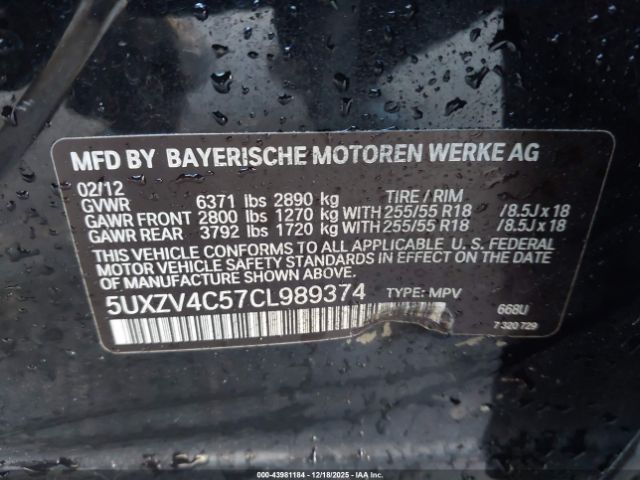 MFD BY BAYERISCHE MOTOREN WERKE AG
02/12
GVWR 6371 lbs 2890 kg TIRE / RIM
GAWR FRONT 2800 lbs 1270 kg WITH 255/55 R18 /8.5J x 18
GAWR REAR 3792 lbs 1720 kg WITH 255/55 R18 /8.5J x 18
THIS VEHICLE CONFORMS TO ALL APPLICABLE U. S. FEDERAL
MOTOR VEHICLE SAFETY STANDARDS IN EFFECT ON THE DATE
OF MANUFACTURE SHOWN ABOVE.
5UXZV4C57CL989374 TYPE: MPV
668U
7 320 729
000-43981184 - 12/18/2025 - IAA Inc.